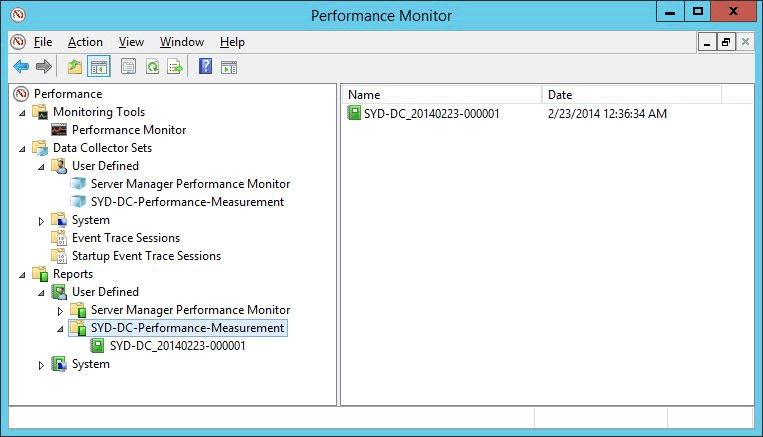 Performance Monitor
File Action View Window Help
Performance
Monitoring Tools
Performance Monitor
Data Collector Sets
User Defined
Server Manager Performance Monitor
SYD-DC-Performance-Measurement
System
Event Trace Sessions
Startup Event Trace Sessions
Reports
User Defined
Server Manager Performance Monitor
SYD-DC-Performance-Measurement
SYD-DC_20140223-000001
System
Name Date
SYD-DC_20140223-000001 2/23/2014 12:36:34 AM